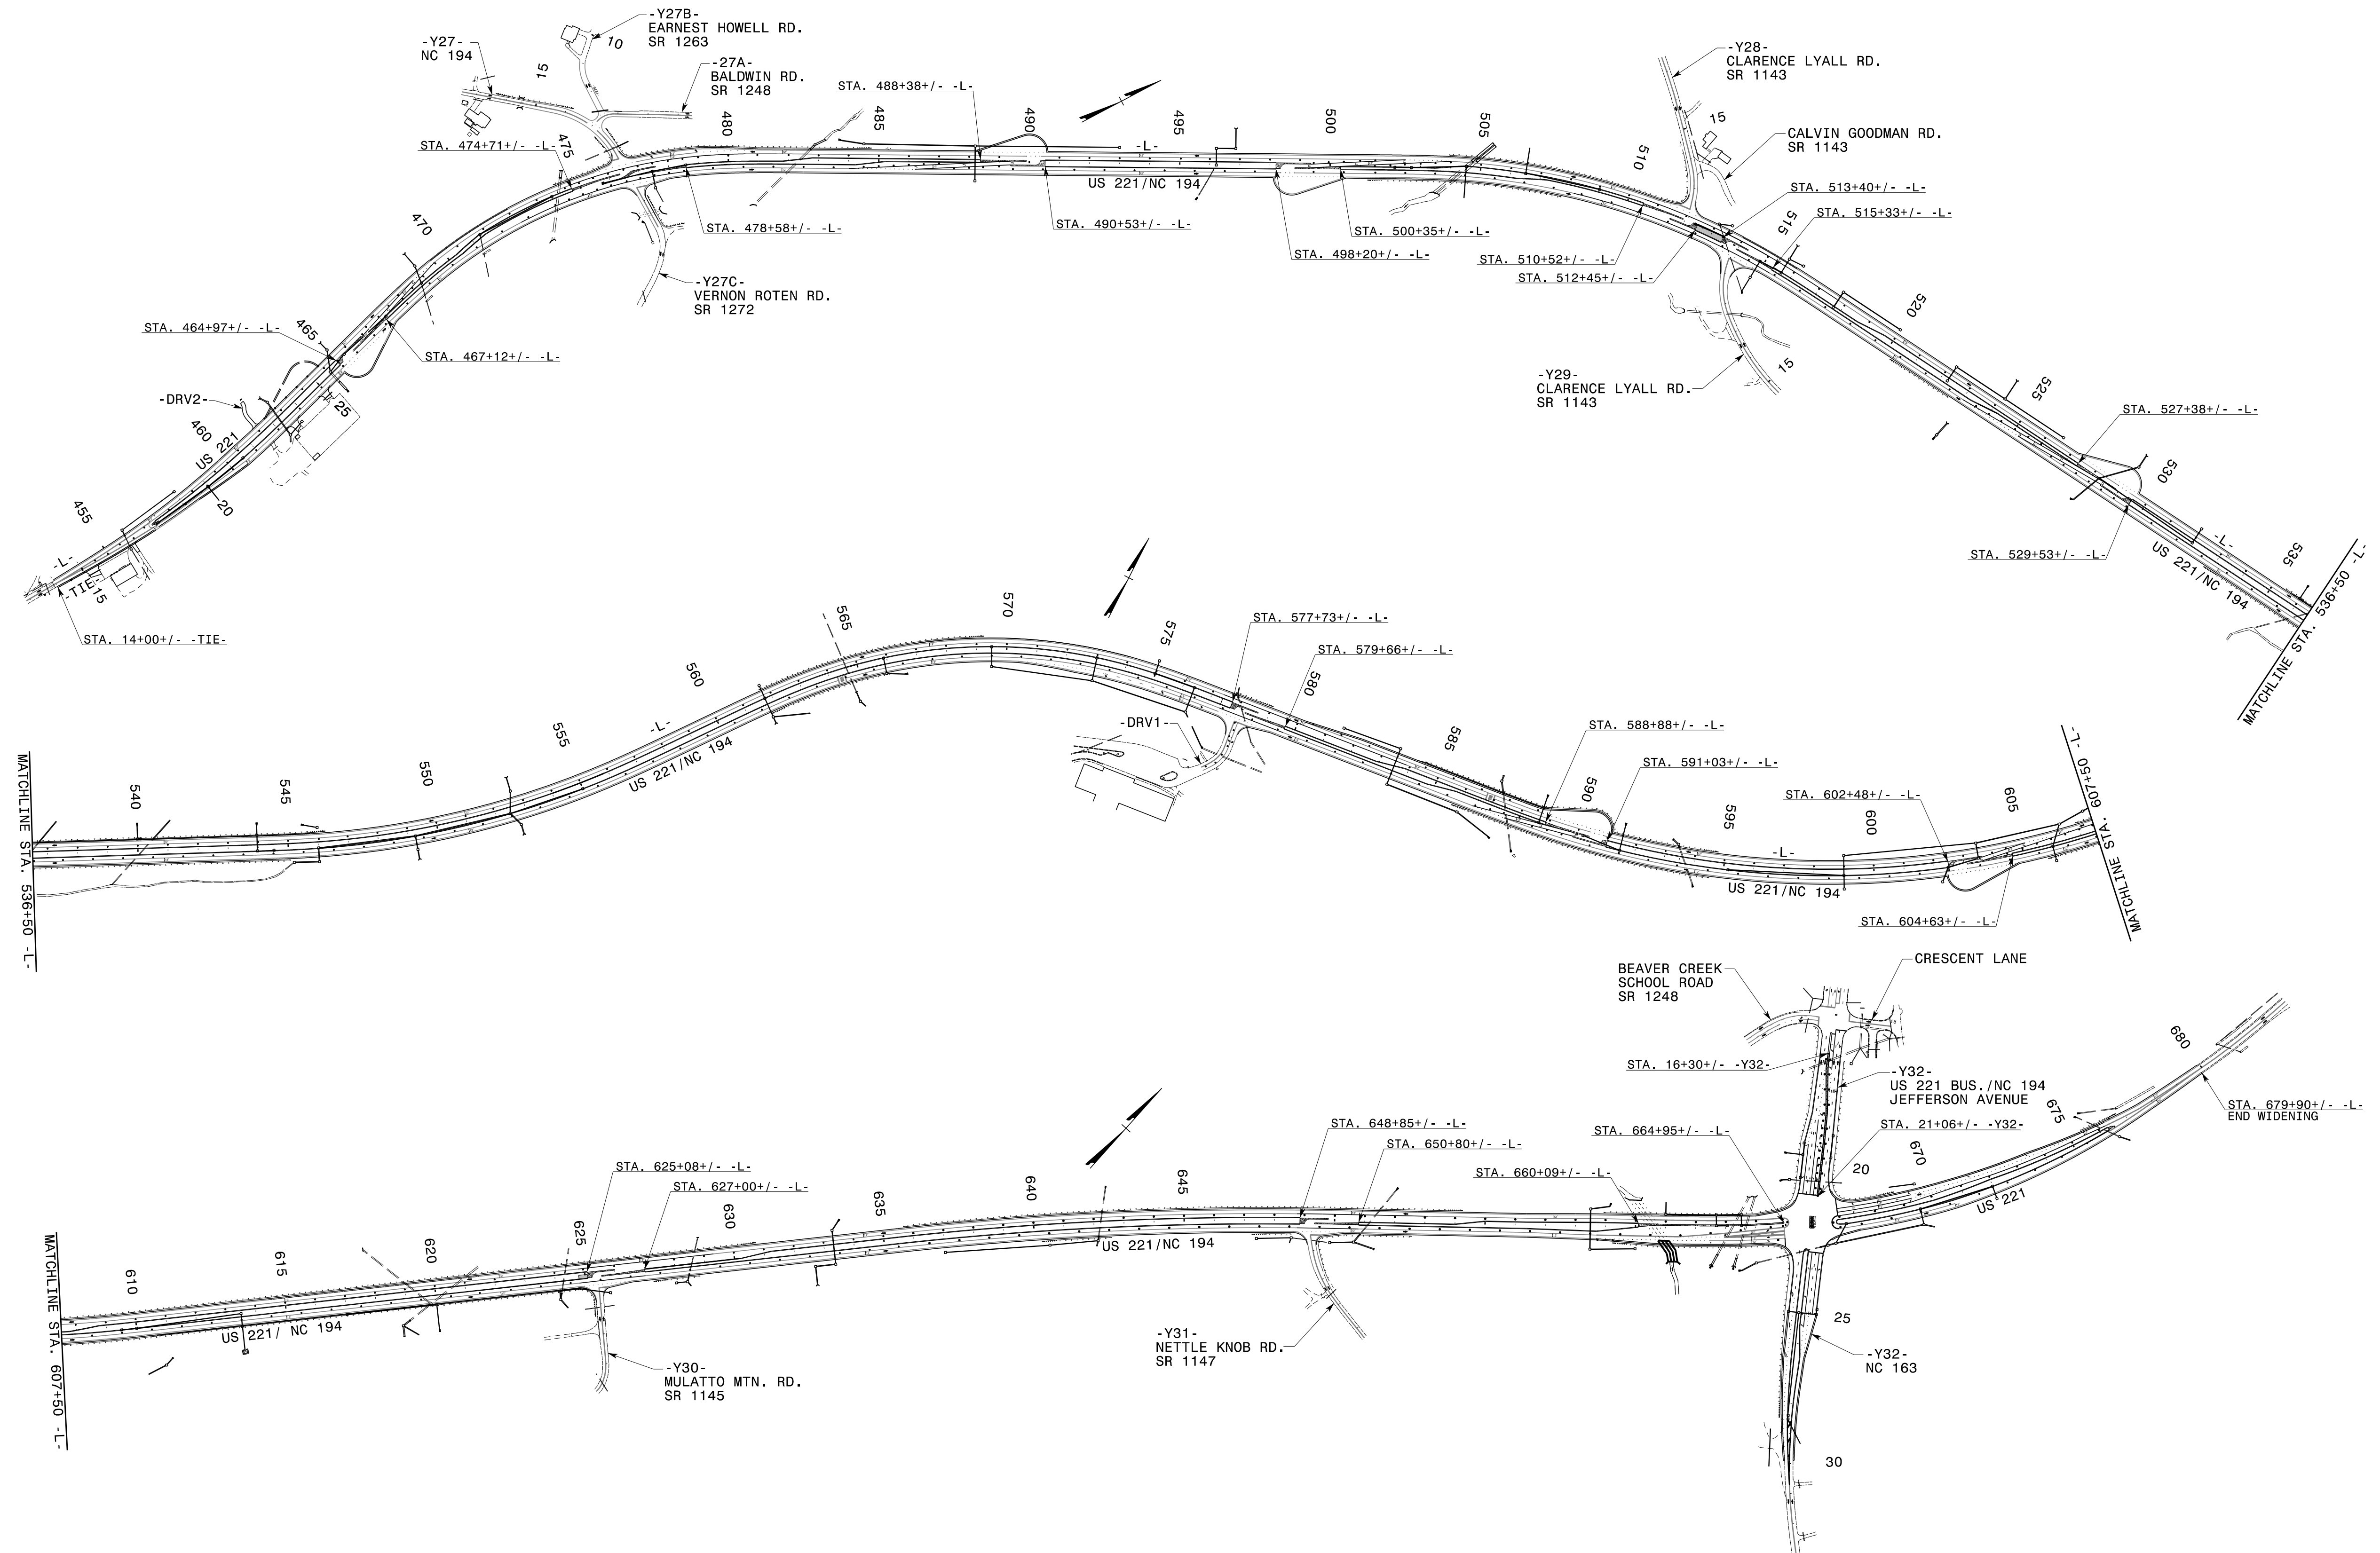 -Y27B-
EARNEST HOWELL RD.
SR 1263
-Y27-
NC 194
10
15
-27A-
BALDWIN RD.
SR 1248
STA. 488+38+/- -L-
STA. 474+71+/- -L-
475
480
485
490
495
500
505
510
-L-
US 221/NC 194
-Y28-
CLARENCE LYALL RD.
SR 1143
15
CALVIN GOODMAN RD.
SR 1143
STA. 513+40+/- -L-
STA. 515+33+/- -L-
515
470
STA. 478+58+/- -L-
STA. 490+53+/- -L-
STA. 500+35+/- -L-
STA. 498+20+/- -L-
STA. 510+52+/- -L-
STA. 512+45+/- -L-
-Y27C-
VERNON ROTEN RD.
SR 1272
STA. 464+97+/- -L-
465
STA. 467+12+/- -L-
-DRV2-
25
460
US 221
20
455
-L-
-TIE-
15
STA. 14+00+/- -TIE-
-Y29-
CLARENCE LYALL RD.
SR 1143
15
520
525
STA. 527+38+/- -L-
530
STA. 529+53+/- -L-
-L-
US 221/NC 194
535
MATCHLINE STA. 536+50 -L-
MATCHLINE STA. 536+50 -L-
540
545
550
555
560
565
570
575
-L-
US 221/NC 194
STA. 577+73+/- -L-
STA. 579+66+/- -L-
580
-DRV1-
585
STA. 588+88+/- -L-
590
STA. 591+03+/- -L-
595
STA. 602+48+/- -L-
600
605
-L-
US 221/NC 194
STA. 604+63+/- -L-
MATCHLINE STA. 607+50 -L-
MATCHLINE STA. 607+50 -L-
610
615
620
625
US 221/ NC 194
STA. 625+08+/- -L-
STA. 627+00+/- -L-
630
635
640
645
-Y30-
MULATTO MTN. RD.
SR 1145
US 221/NC 194
STA. 648+85+/- -L-
STA. 650+80+/- -L-
STA. 664+95+/- -L-
STA. 660+09+/- -L-
-Y31-
NETTLE KNOB RD.
SR 1147
BEAVER CREEK
SCHOOL ROAD
SR 1248
CRESCENT LANE
STA. 16+30+/- -Y32-
-Y32-
US 221 BUS./NC 194
JEFFERSON AVENUE
STA. 21+06+/- -Y32-
20
670
675
680
US 221
STA. 679+90+/- -L-
END WIDENING
25
-Y32-
NC 163
30